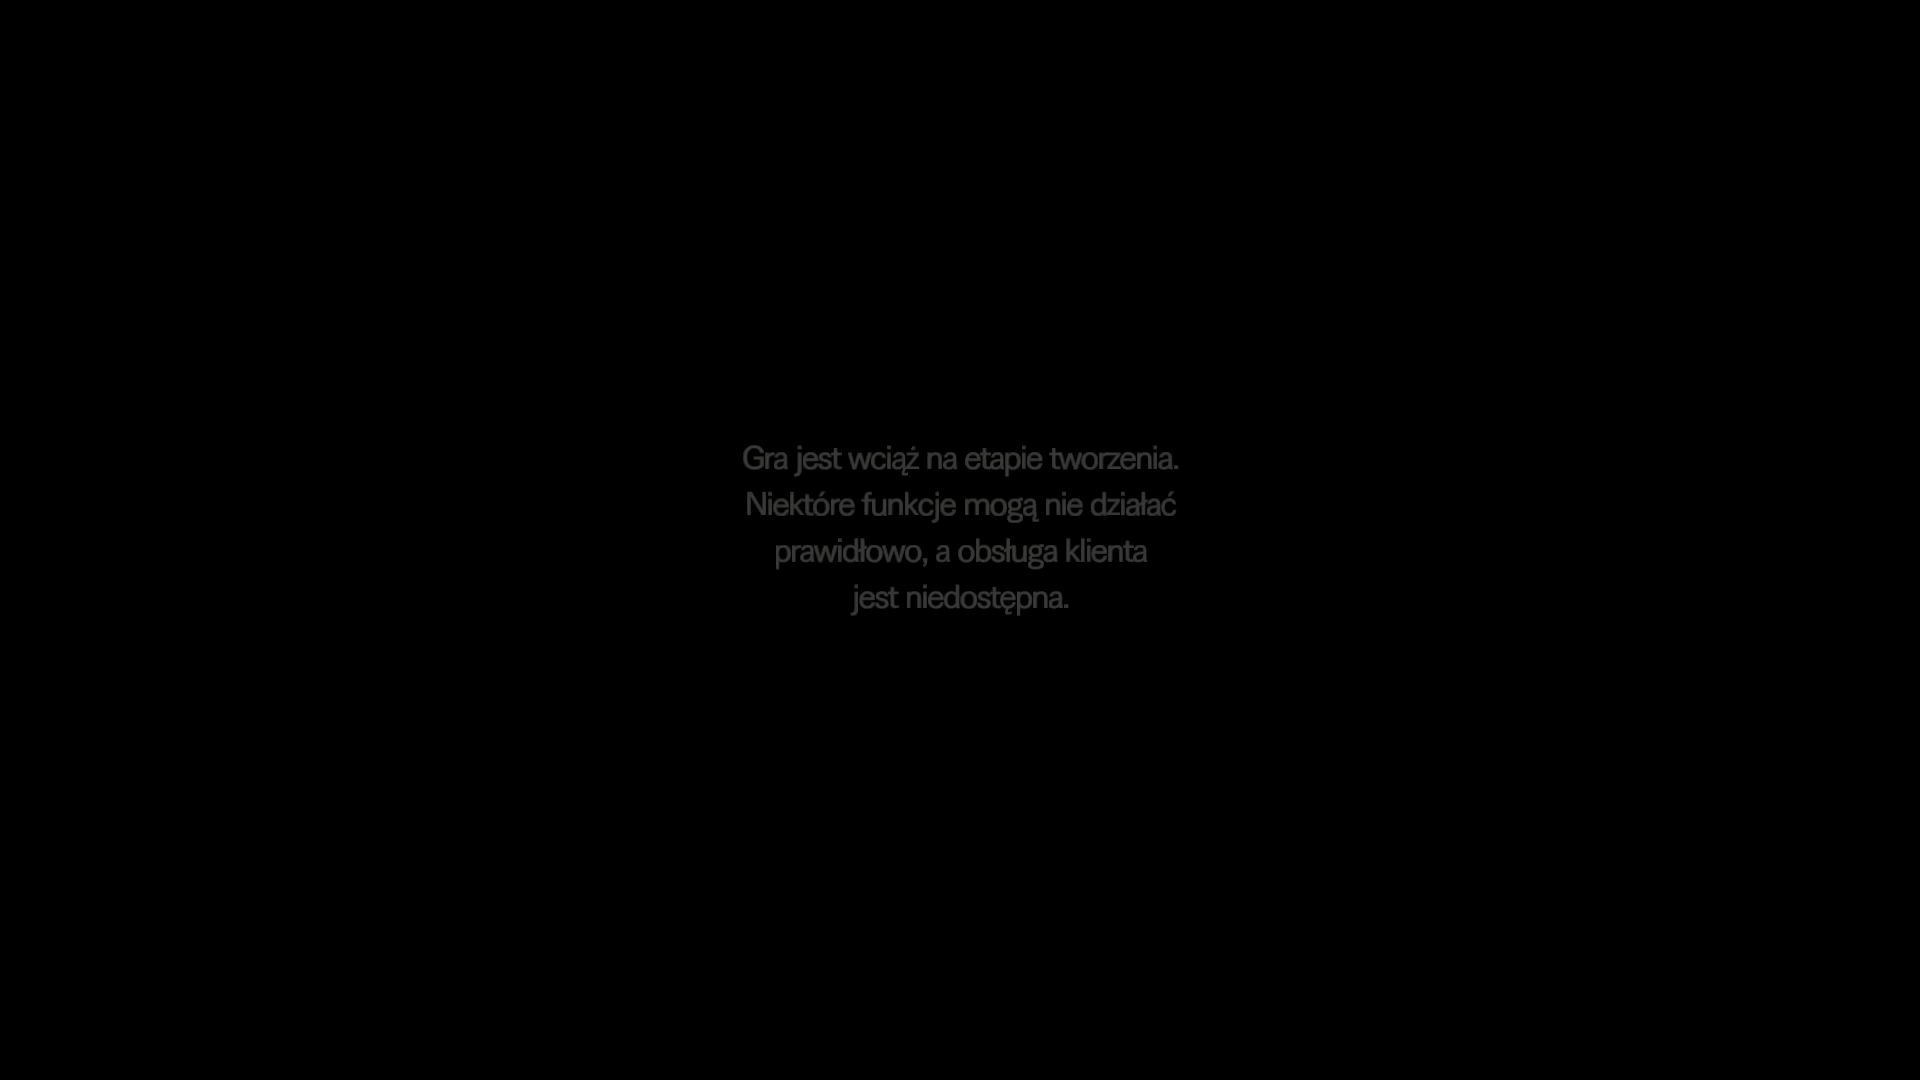 Gra jest wciąż na etapie tworzenia.
Niektóre funkcje mogą nie działać
prawidłowo, a obsługa klienta
jest niedostępna.